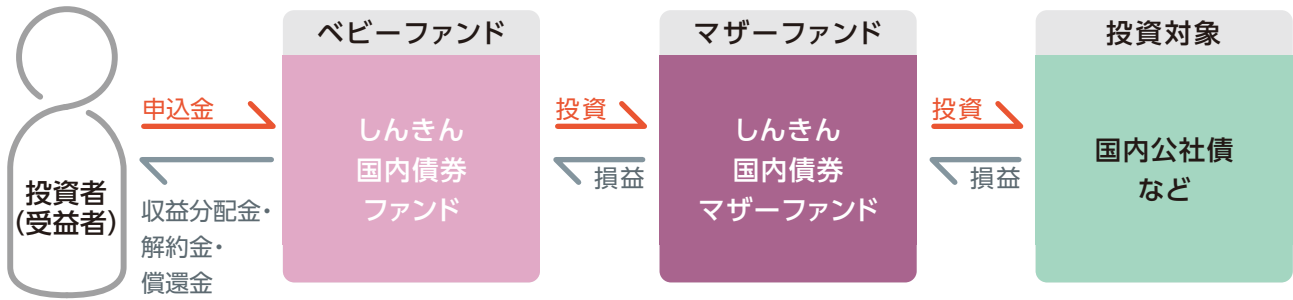 投資者
(受益者)
申込金
収益分配金・
解約金・
償還金
ベビーファンド
しんきん
国内債券
ファンド
投資
損益
マザーファンド
しんきん
国内債券
マザーファンド
投資
損益
投資対象
国内公社債
など